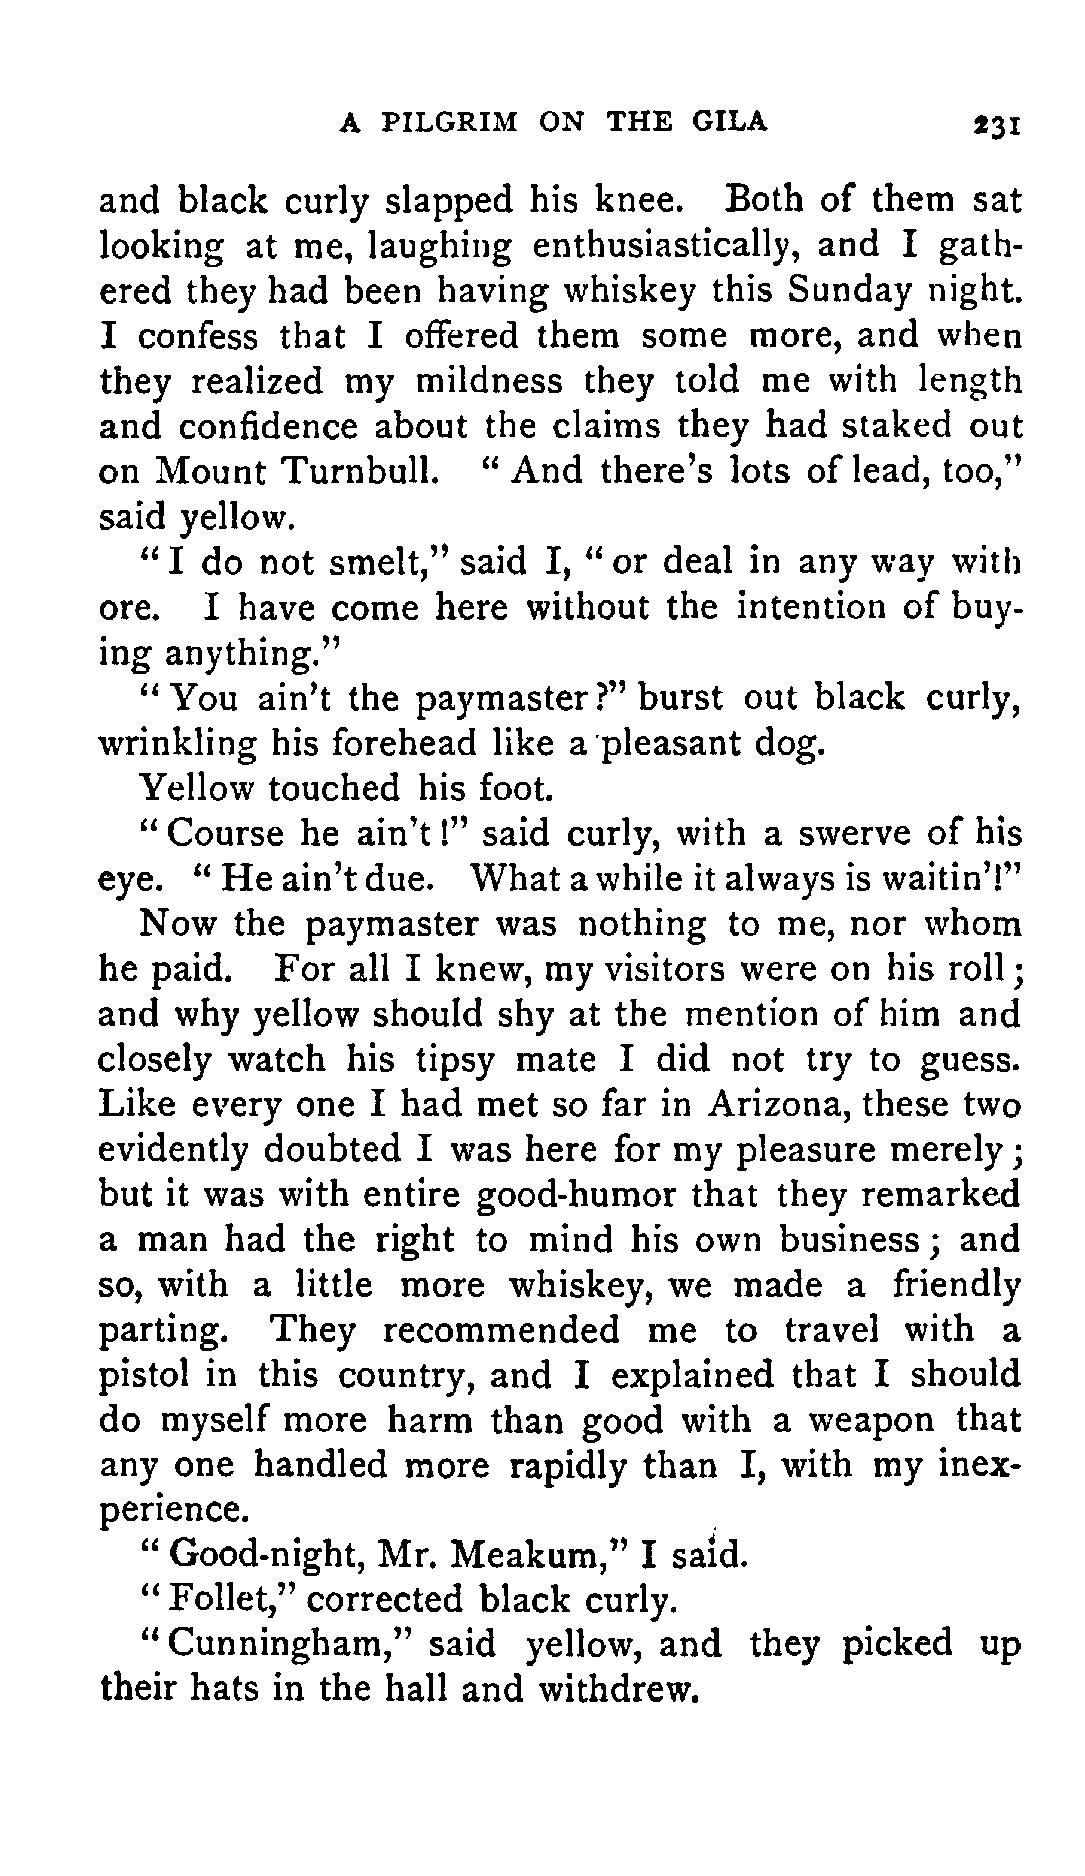 A PILGRIM ON THE GILA 231
and black curly slapped his knee. Both of them sat
looking at me, laughing enthusiastically, and I gath-
ered they had been having whiskey this Sunday night.
I confess that I offered them some more, and when
they realized my mildness they told me with length
and confidence about the claims they had staked out
on Mount Turnbull. “And there’s lots of lead, too,”
said yellow.
“I do not smelt,” said I, “or deal in any way with
ore. I have come here without the intention of buy-
ing anything.”
“You ain’t the paymaster?” burst out black curly,
wrinkling his forehead like a pleasant dog.
Yellow touched his foot.
“Course he ain’t!” said curly, with a swerve of his
eye. “He ain’t due. What a while it always is waitin’!”
Now the paymaster was nothing to me, nor whom
he paid. For all I knew, my visitors were on his roll;
and why yellow should shy at the mention of him and
closely watch his tipsy mate I did not try to guess.
Like every one I had met so far in Arizona, these two
evidently doubted I was here for my pleasure merely;
but it was with entire good-humor that they remarked
a man had the right to mind his own business; and
so, with a little more whiskey, we made a friendly
parting. They recommended me to travel with a
pistol in this country, and I explained that I should
do myself more harm than good with a weapon that
any one handled more rapidly than I, with my inex-
perience.
“Good-night, Mr. Meakum,” I said.
“Follet,” corrected black curly.
“Cunningham,” said yellow, and they picked up
their hats in the hall and withdrew.